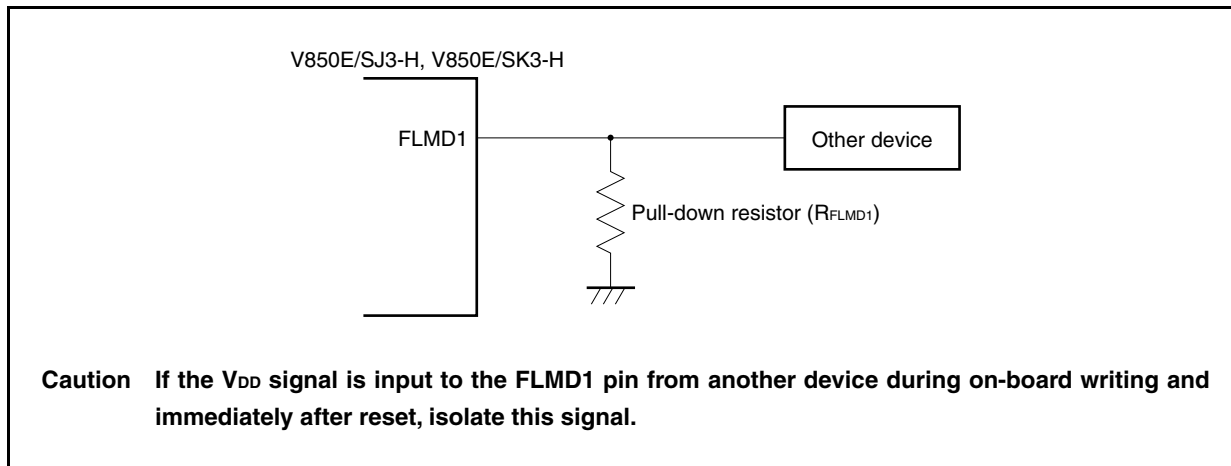 V850E/SJ3-H, V850E/SK3-H
FLMD1
Other device
Pull-down resistor (RFLMD1)
Caution If the VDD signal is input to the FLMD1 pin from another device during on-board writing and
immediately after reset, isolate this signal.